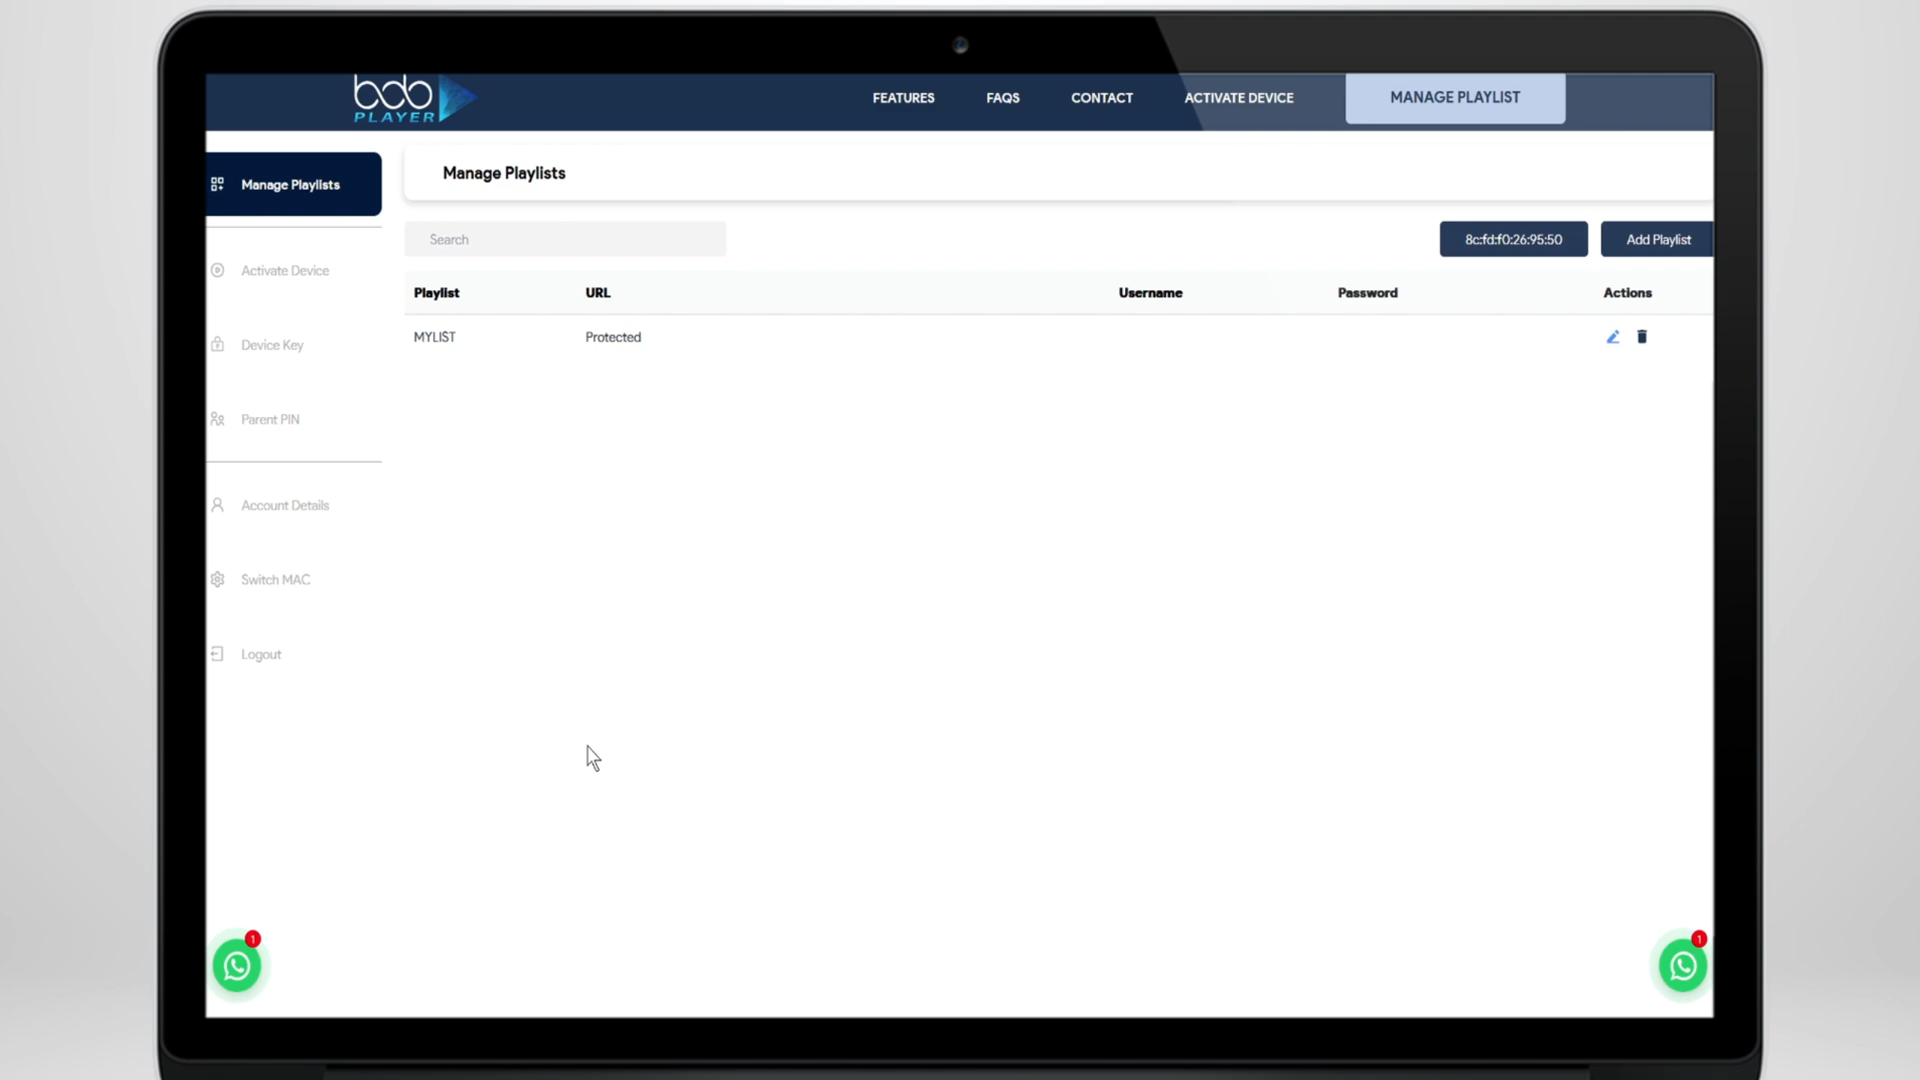 bob
PLAYER
FEATURES FAQS CONTACT ACTIVATE DEVICE MANAGE PLAYLIST
Manage Playlists
Manage Playlists
Search 8c:fd:f0:26:95:50 Add Playlist
Activate Device
Playlist URL Username Password Actions
MYLIST Protected
Device Key
Parent PIN
Account Details
Switch MAC
Logout
1
1